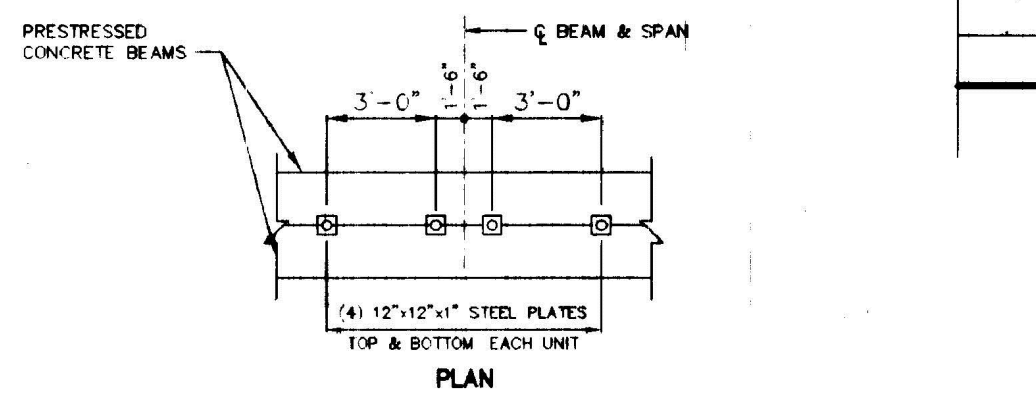 PRESTRESSED
CONCRETE BEAMS
℄ BEAM & SPAN
3'-0"
1'-6"
1'-6"
3'-0"
(4) 12"x12"x1" STEEL PLATES
TOP & BOTTOM EACH UNIT
PLAN